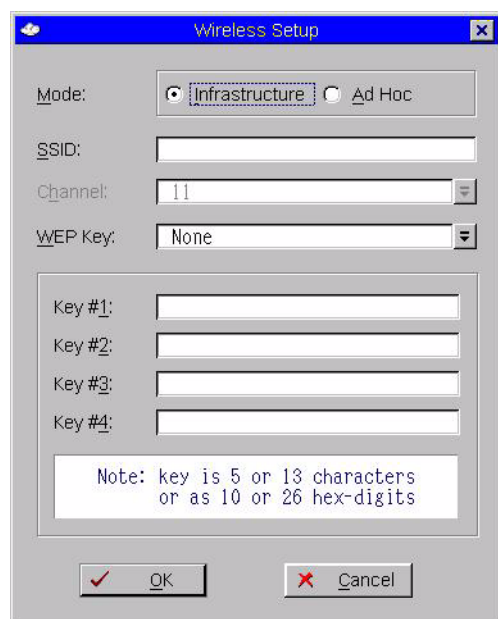 Wireless Setup
Mode: Infrastructure Ad Hoc
SSID:
Channel: 11
WEP Key: None
Key #1:
Key #2:
Key #3:
Key #4:
Note: key is 5 or 13 characters
or as 10 or 26 hex-digits
OK Cancel